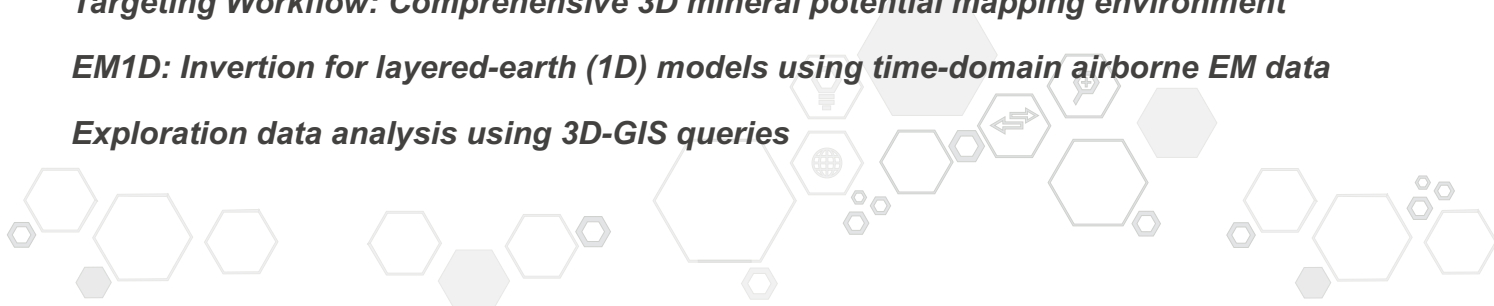 Targeting Workflow: Comprehensive 3D mineral potential mapping environment
EM1D: Invertion for layered-earth (1D) models using time-domain airborne EM data
Exploration data analysis using 3D-GIS queries